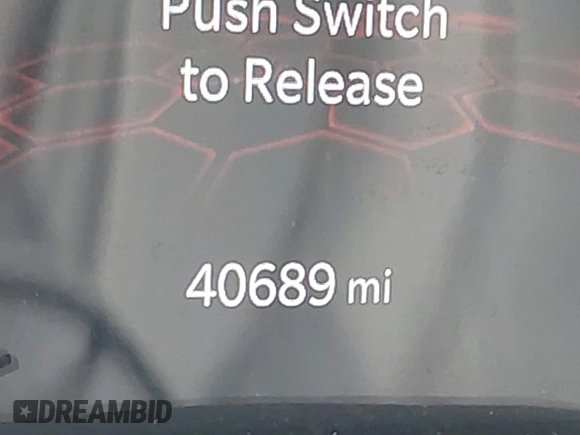 Push Switch
to Release
40689 mi
DREAMBID